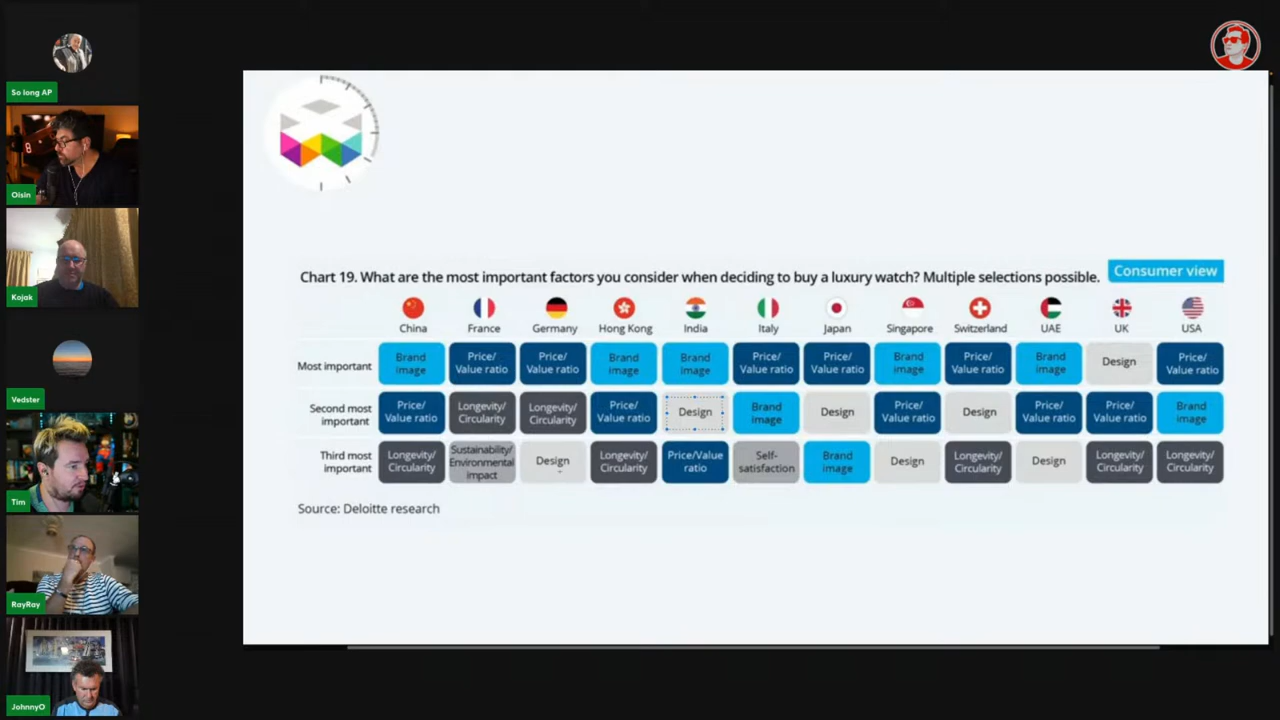 So long AP
Oisin
Kojak
Vedster
Tim
RayRay
JohnnyO
Chart 19. What are the most important factors you consider when deciding to buy a luxury watch? Multiple selections possible.
Consumer view
China France Germany Hong Kong India Italy Japan Singapore Switzerland UAE UK USA
Most important
Brand image
Price/ Value ratio
Price/ Value ratio
Brand image
Brand image
Price/ Value ratio
Price/ Value ratio
Brand image
Price/ Value ratio
Brand image
Design
Price/ Value ratio
Second most important
Price/ Value ratio
Longevity/ Circularity
Longevity/ Circularity
Price/ Value ratio
Design
Brand image
Design
Price/ Value ratio
Design
Price/ Value ratio
Price/ Value ratio
Brand image
Third most important
Longevity/ Circularity
Sustainability/ Environmental impact
Design
Longevity/ Circularity
Price/Value ratio
Self- satisfaction
Brand image
Design
Longevity/ Circularity
Design
Longevity/ Circularity
Longevity/ Circularity
Source: Deloitte research